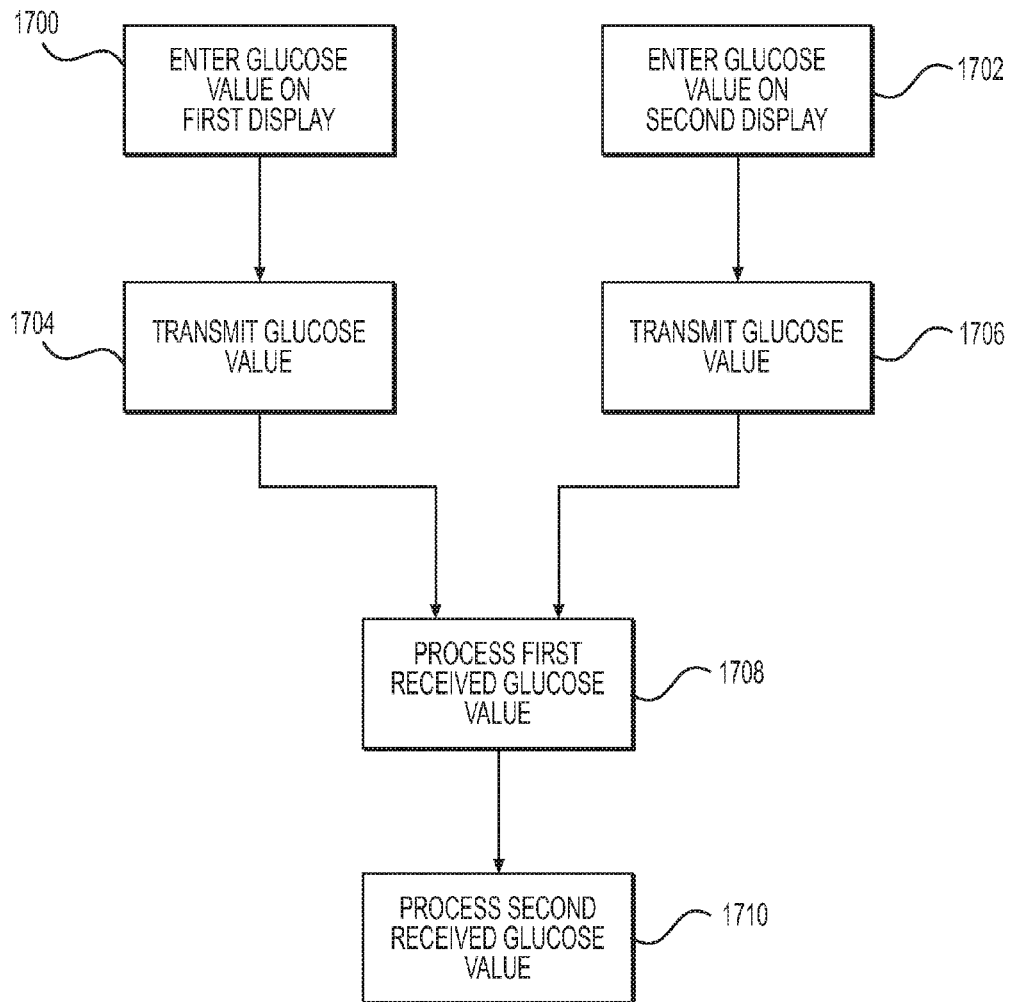 1700
ENTER GLUCOSE
VALUE ON
FIRST DISPLAY
ENTER GLUCOSE
VALUE ON
SECOND DISPLAY
1702
1704
TRANSMIT GLUCOSE
VALUE
TRANSMIT GLUCOSE
VALUE
1706
PROCESS FIRST
RECEIVED GLUCOSE
VALUE
1708
PROCESS SECOND
RECEIVED GLUCOSE
VALUE
1710